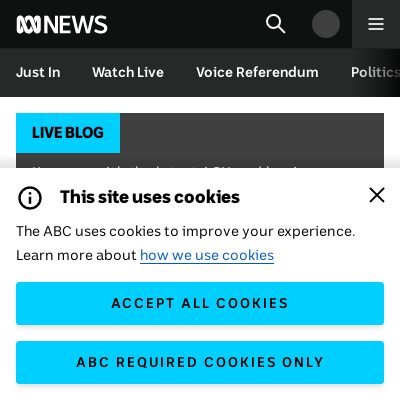 NEWS
Just In Watch Live Voice Referendum Politics
LIVE BLOG
This site uses cookies
The ABC uses cookies to improve your experience.
Learn more about how we use cookies
ACCEPT ALL COOKIES
ABC REQUIRED COOKIES ONLY